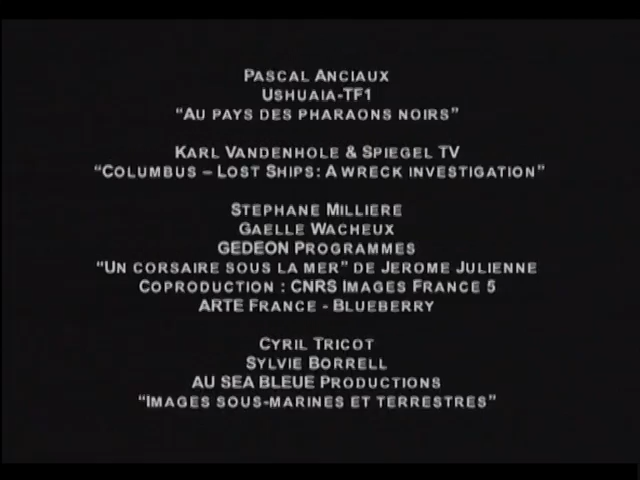 PASCAL ANCIAUX
USHUAIA-TF1
“AU PAYS DES PHARAONS NOIRS”
KARL VANDENHOLE & SPIEGEL TV
“COLUMBUS – LOST SHIPS: A WRECK INVESTIGATION”
STEPHANE MILLIERE
GAELLE WACHEUX
GEDEON PROGRAMMES
“UN CORSAIRE SOUS LA MER” DE JEROME JULIENNE
COPRODUCTION : CNRS IMAGES FRANCE 5
ARTE FRANCE - BLUEBERRY
CYRIL TRICOT
SYLVIE BORRELL
AU SEA BLEUE PRODUCTIONS
“IMAGES SOUS-MARINES ET TERRESTRES”